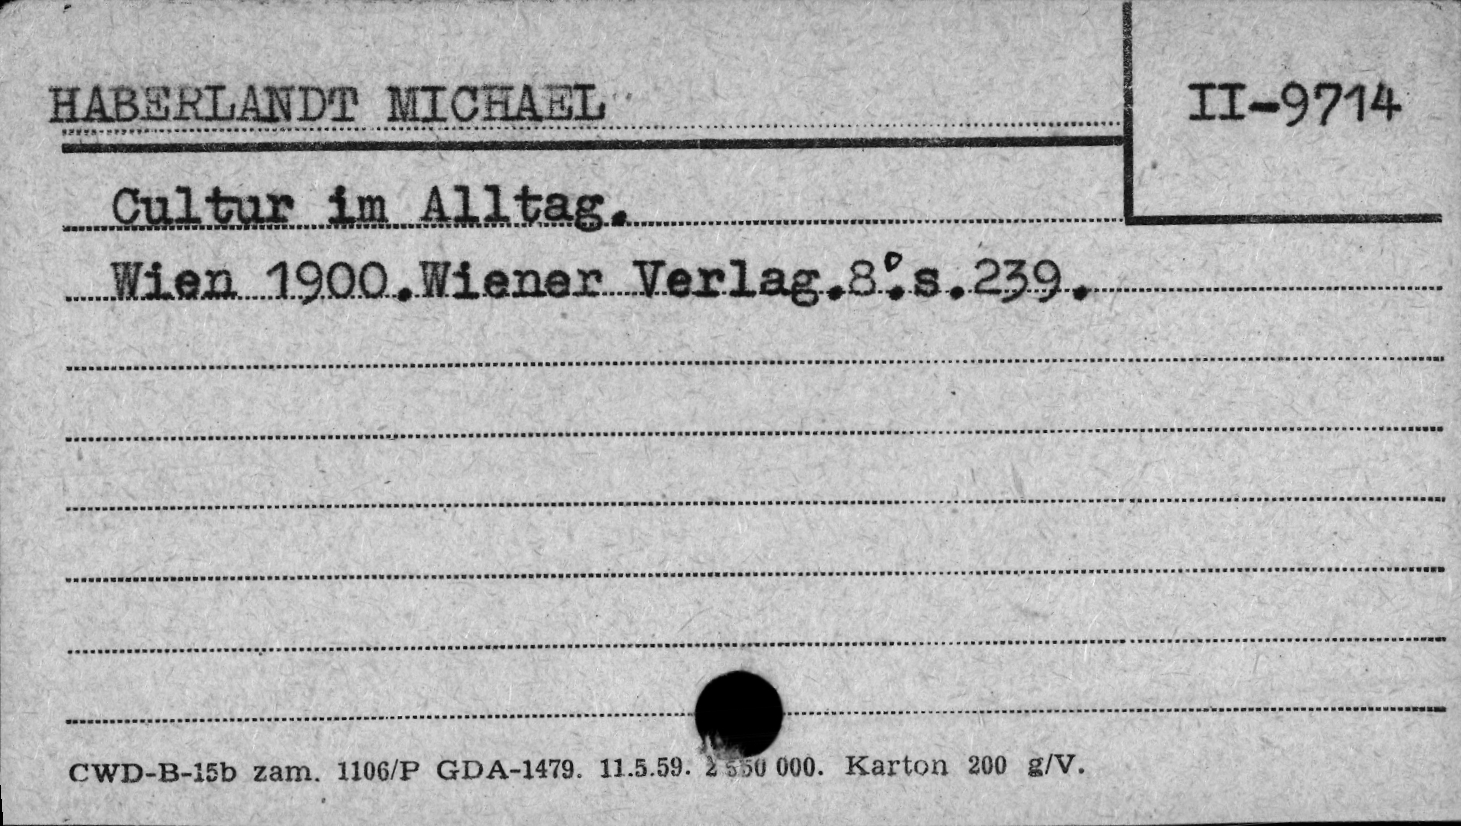 HABERLANDT MICHAEL
II-9714
Cultur im Alltag.
Wien 1900.Wiener Verlag.8°.s.239.
CWD-B-15b zam. 1106/P GDA-1479. 11.5.59. 000. Karton 200 g/V.